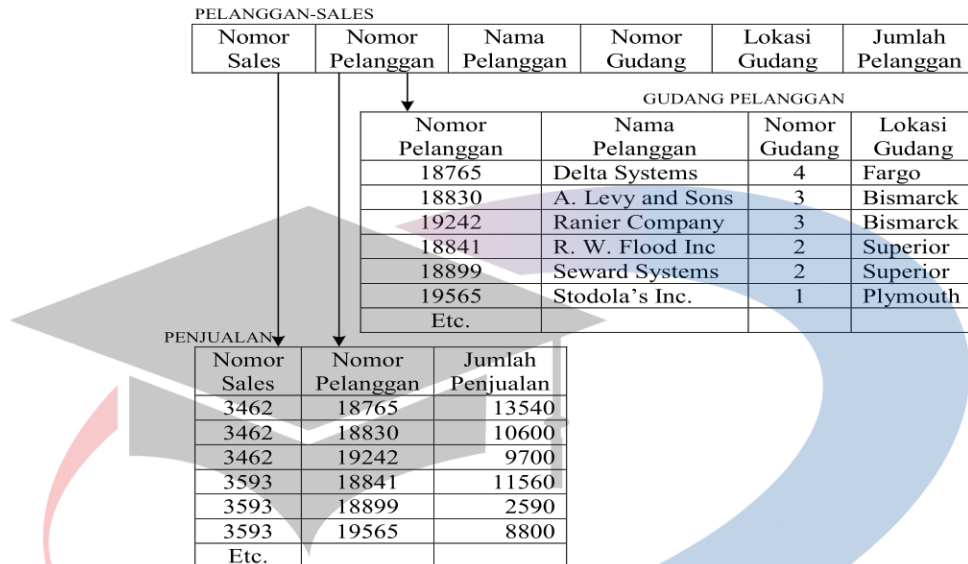 PELANGGAN-SALES
Nomor Nomor Nama Nomor Lokasi Jumlah
Sales Pelanggan Pelanggan Gudang Gudang Pelanggan
GUDANG PELANGGAN
Nomor Nama Nomor Lokasi
Pelanggan Pelanggan Gudang Gudang
18765 Delta Systems 4 Fargo
18830 A. Levy and Sons 3 Bismarck
19242 Ranier Company 3 Bismarck
18841 R. W. Flood Inc 2 Superior
18899 Seward Systems 2 Superior
19565 Stodola's Inc. 1 Plymouth
Etc.
PENJUALAN
Nomor Nomor Jumlah
Sales Pelanggan Penjualan
3462 18765 13540
3462 18830 10600
3462 19242 9700
3593 18841 11560
3593 18899 2590
3593 19565 8800
Etc.